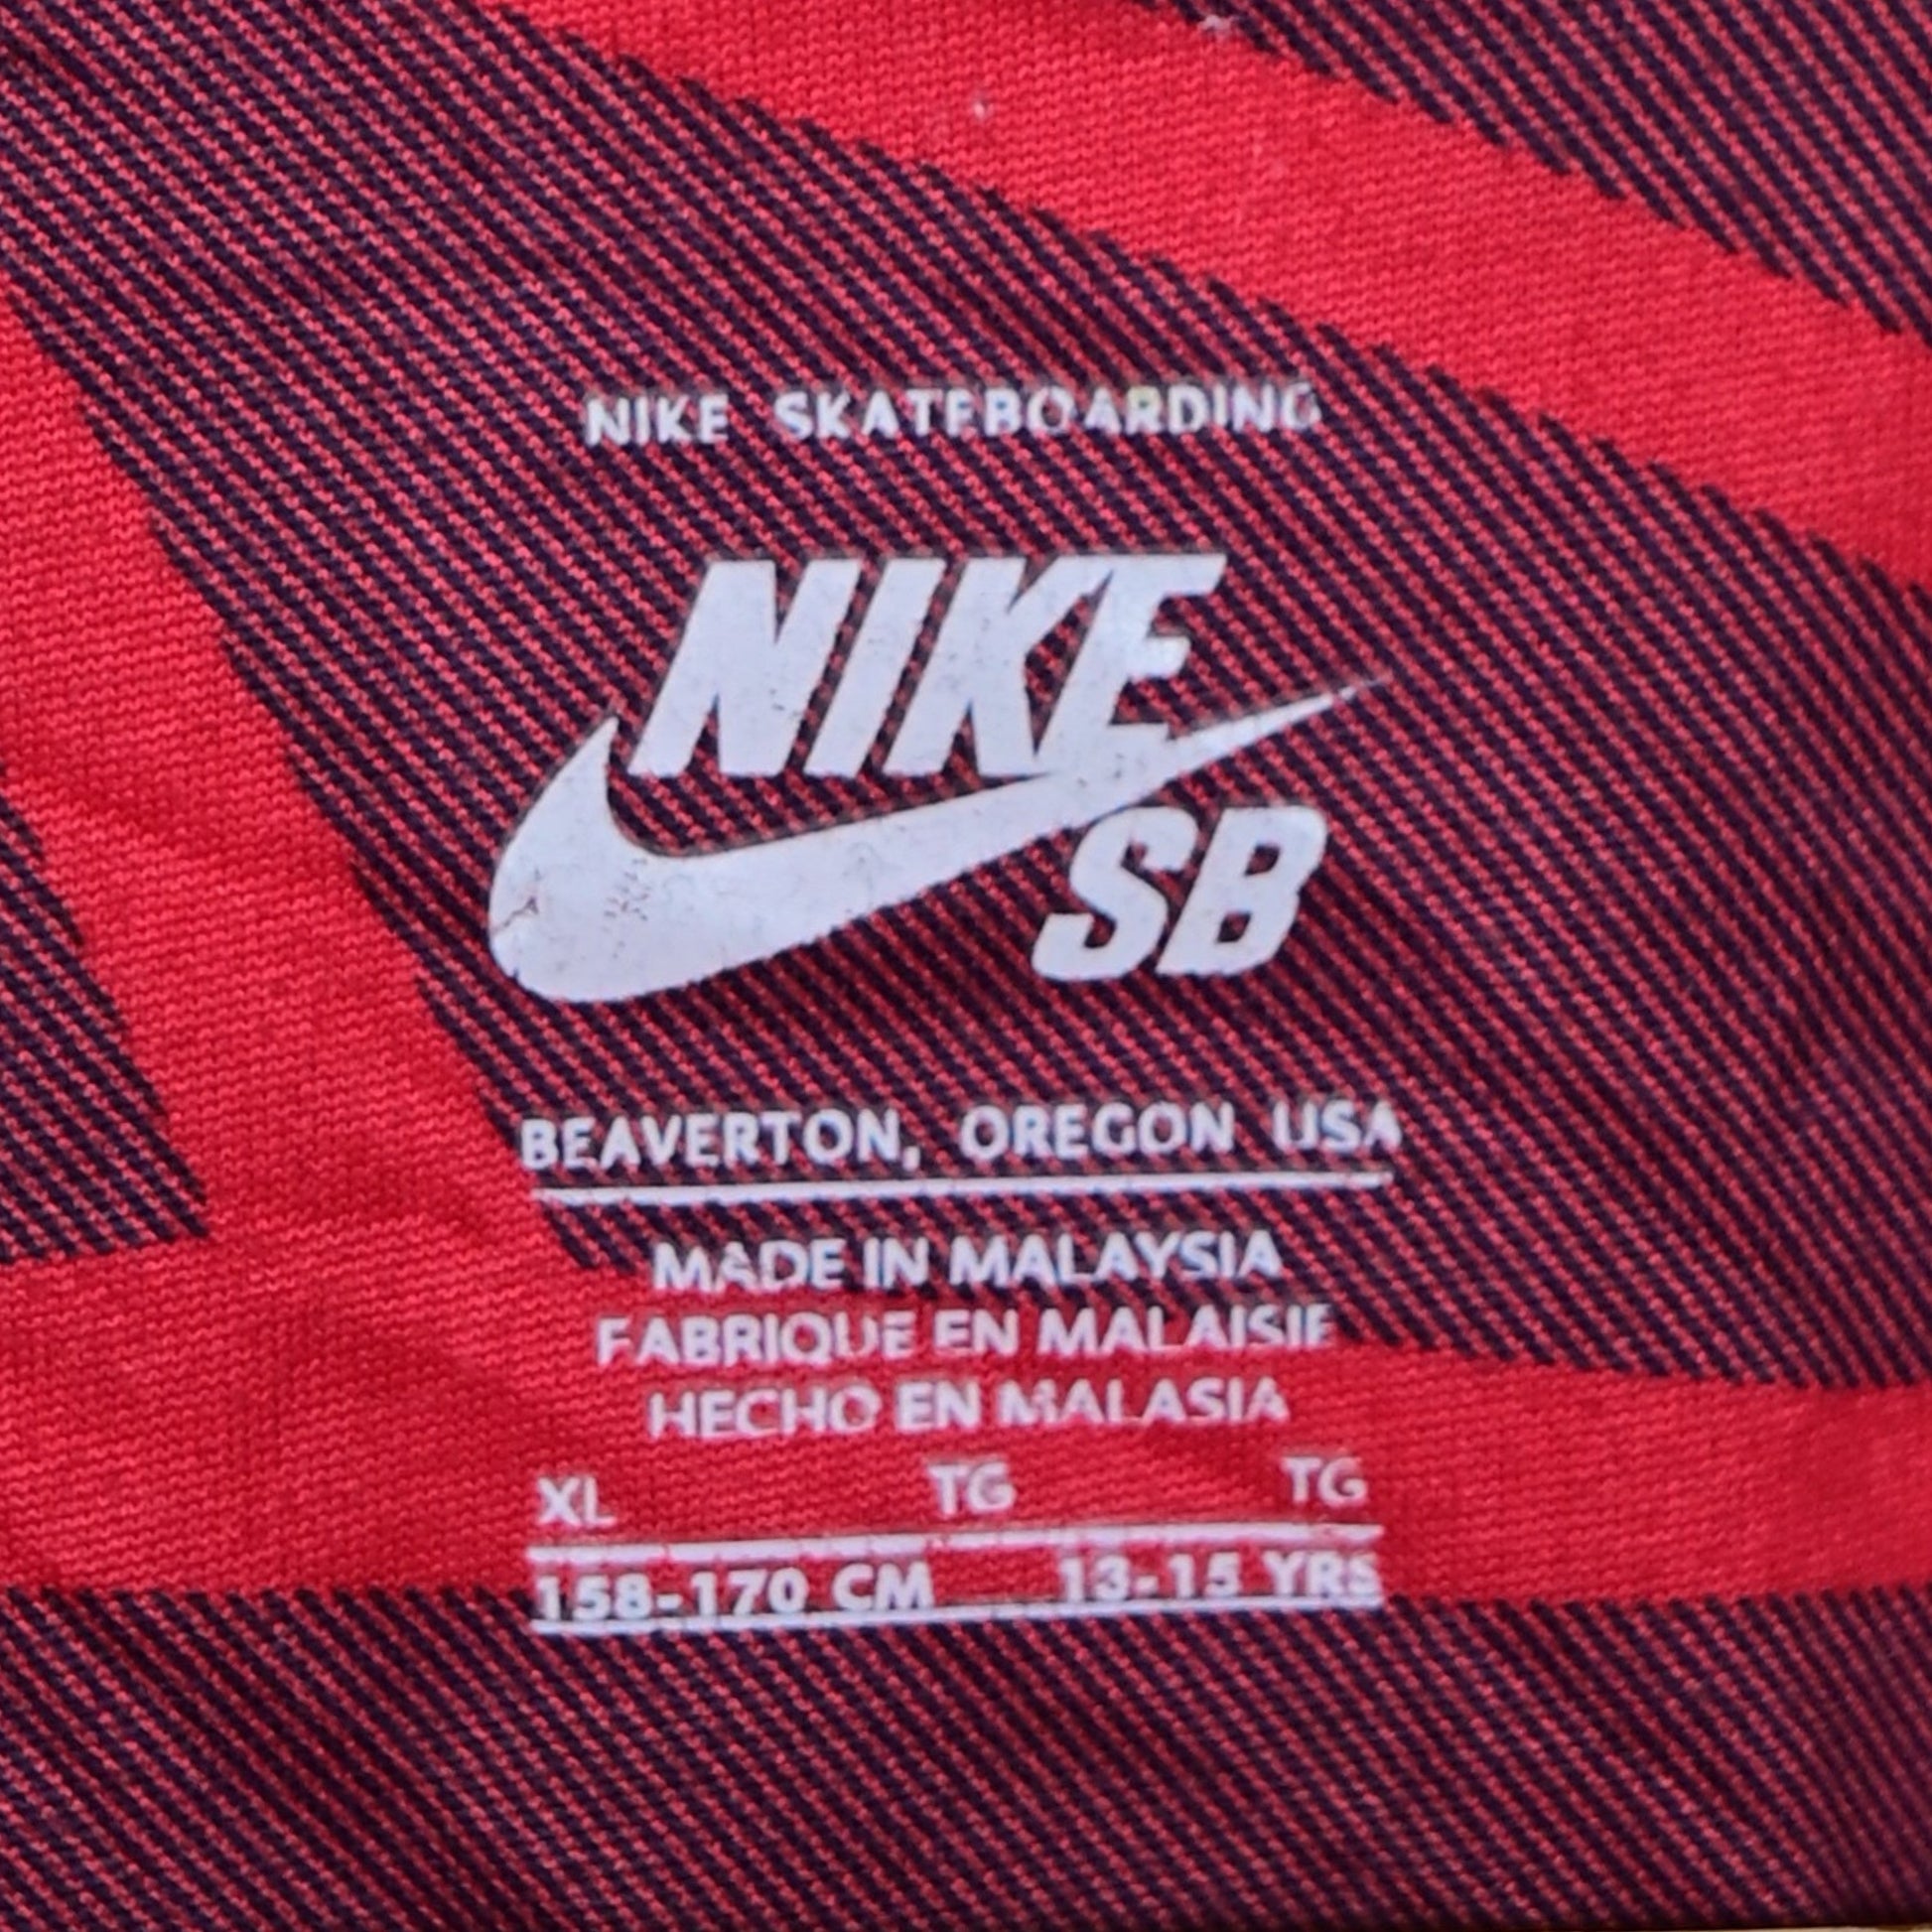 NIKE SKATEBOARDING
NIKE
SB
BEAVERTON, OREGON USA
MADE IN MALAYSIA
FABRIQUE EN MALAISIE
HECHO EN MALASIA
XL TG TG
158-170 CM 13-15 YRS